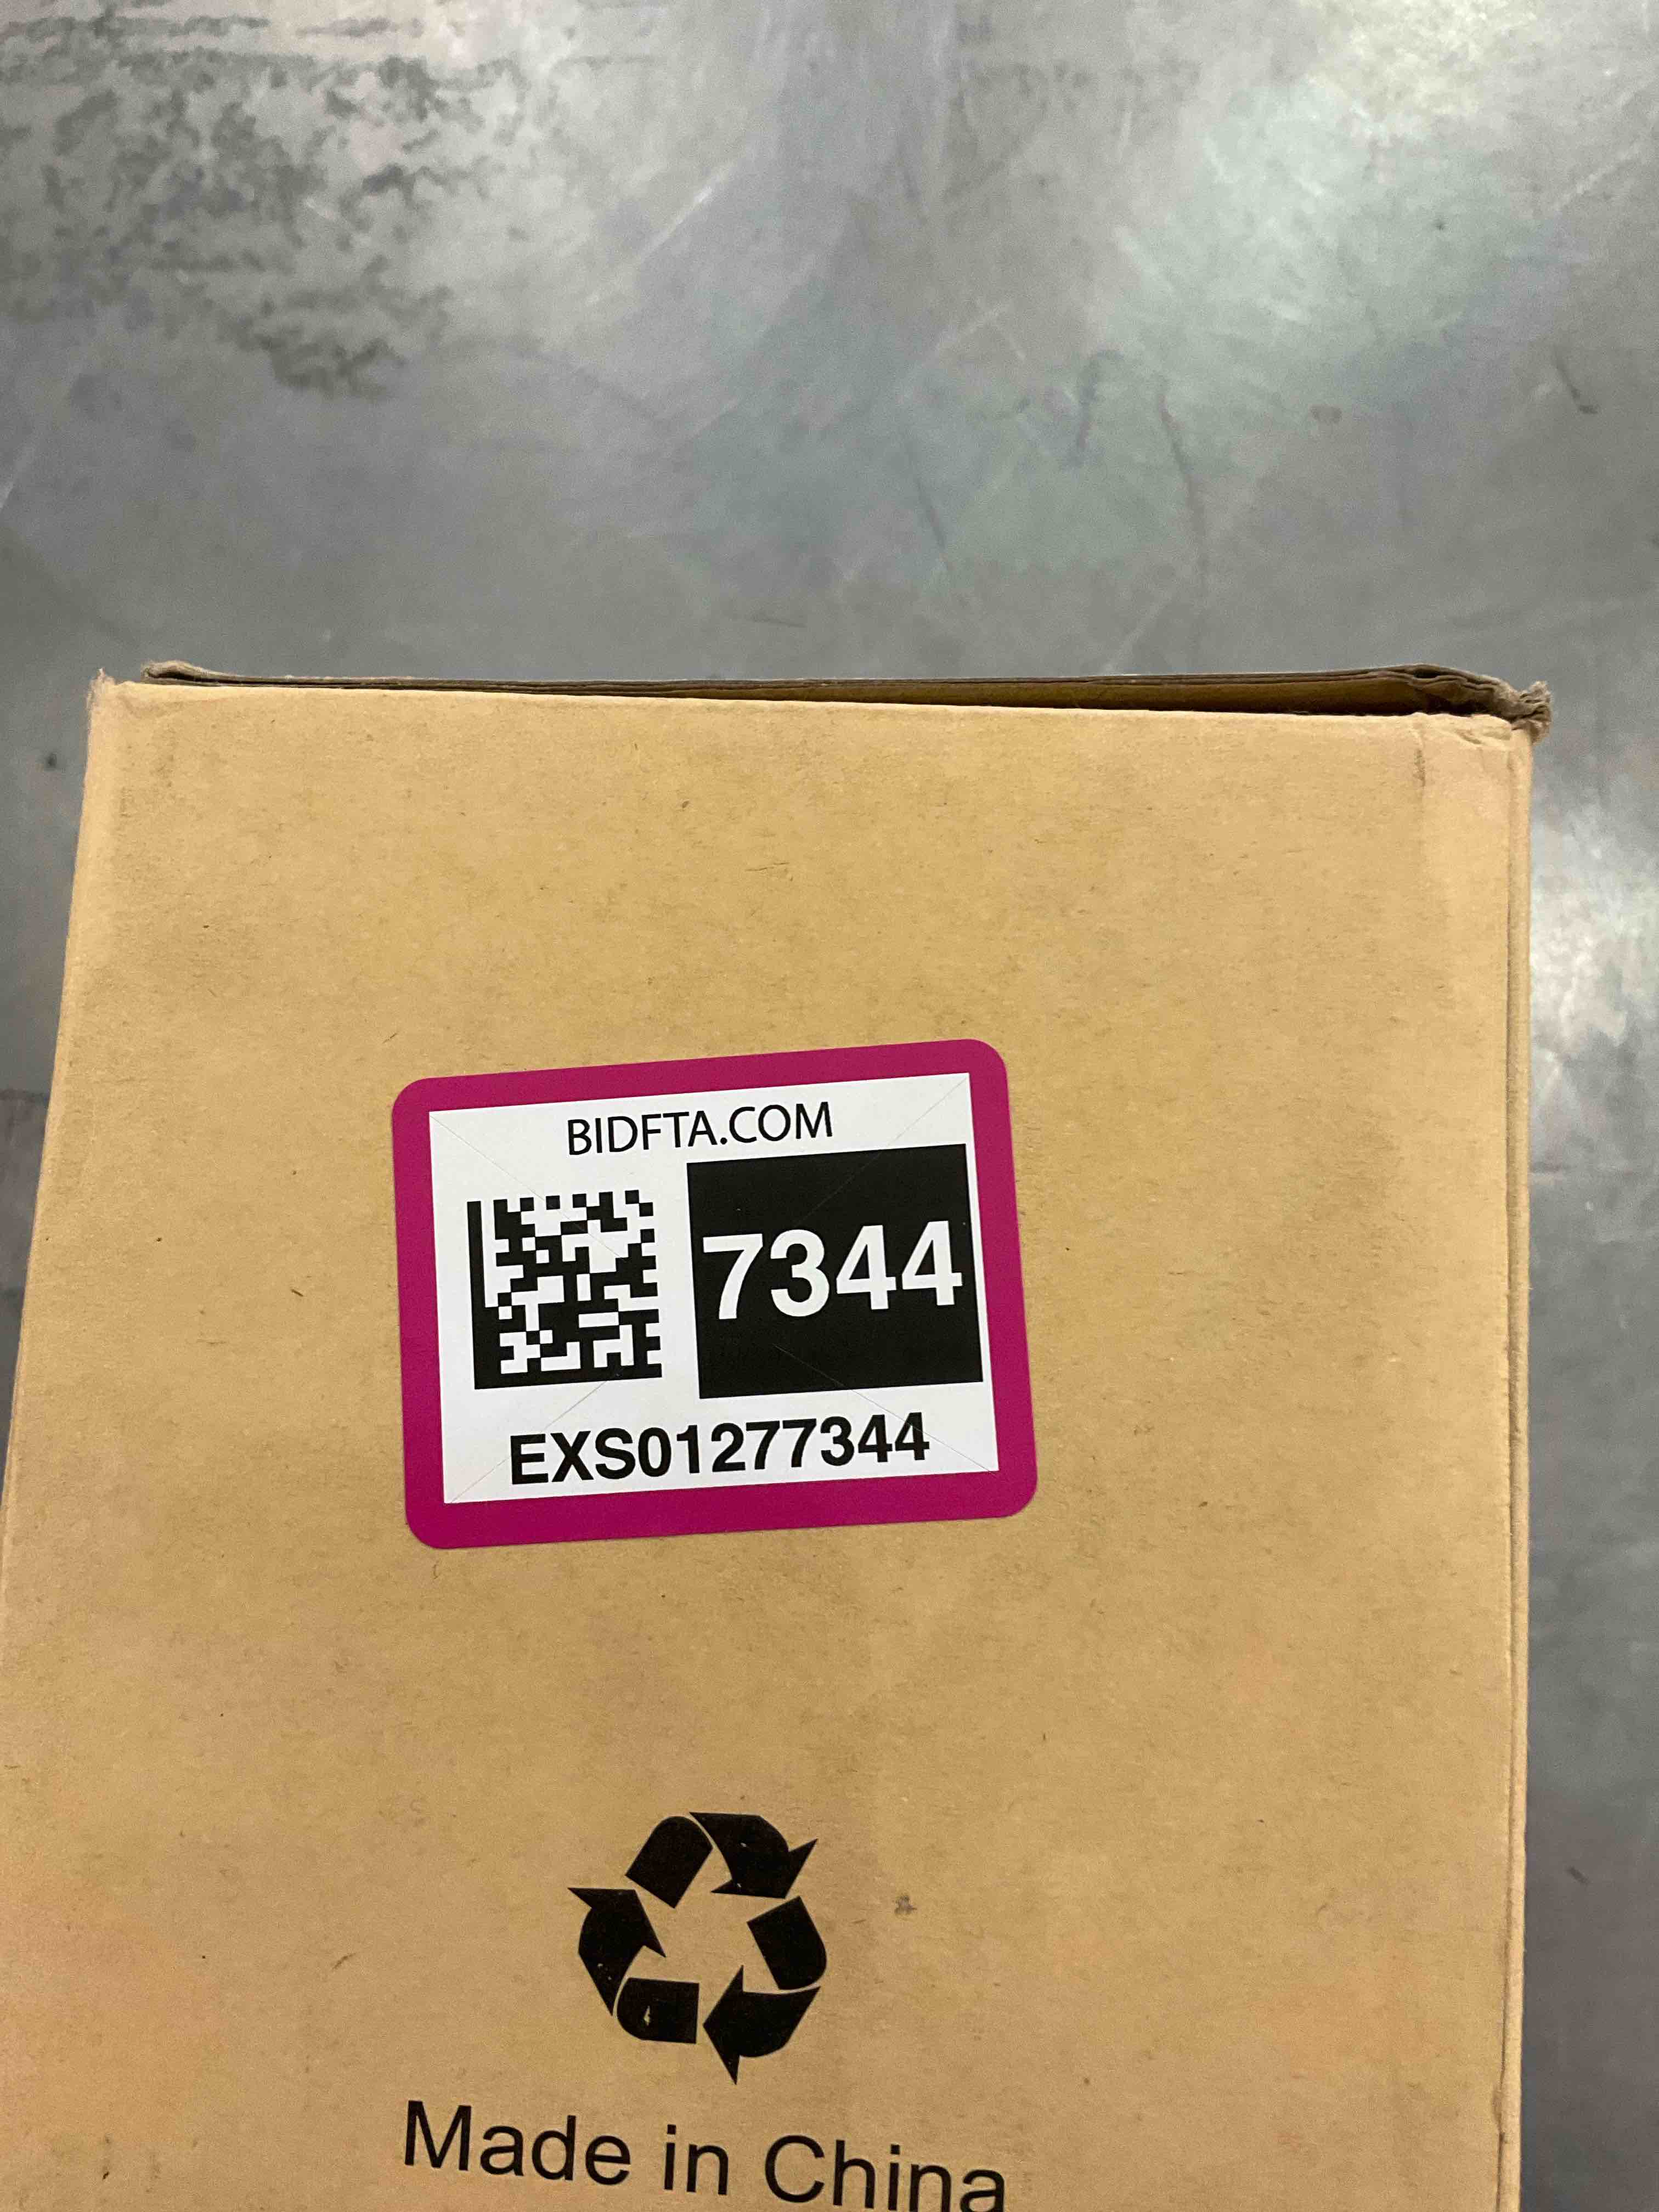 BIDFTA.COM
7344
EXS01277344
Made in China